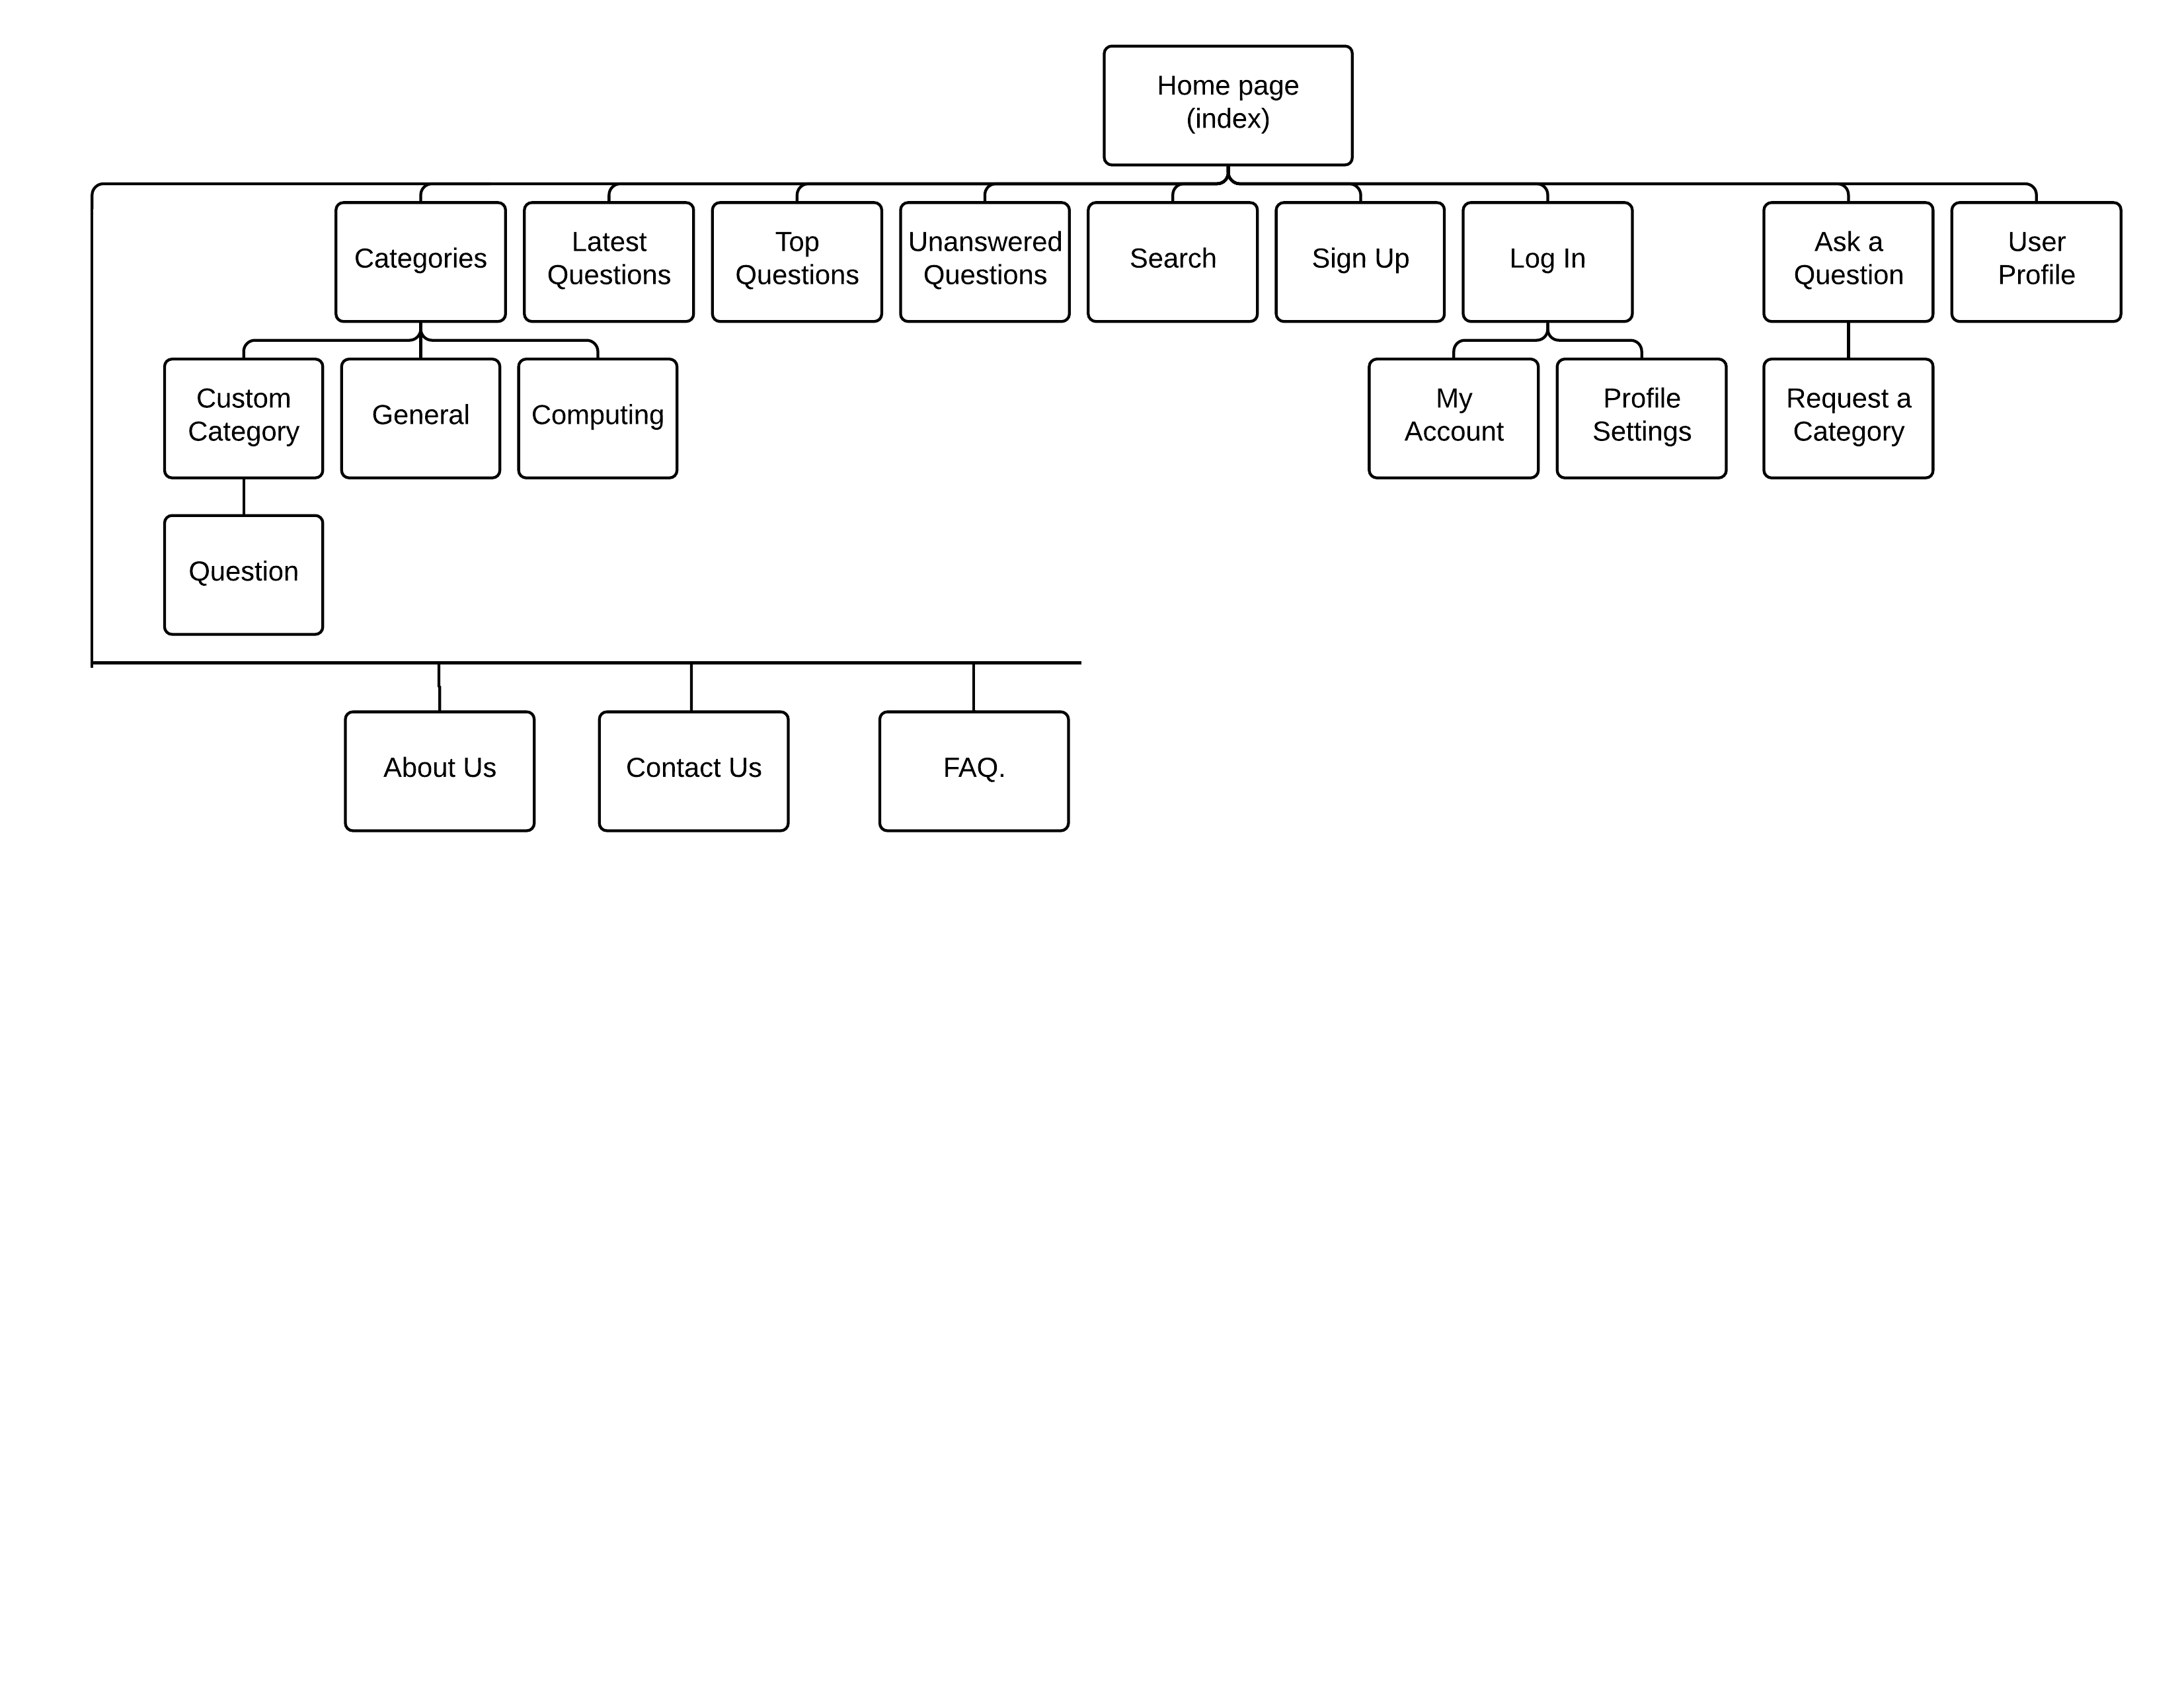 Home page
(index)
Categories
Latest
Questions
Top
Questions
Unanswered
Questions
Search
Sign Up
Log In
Ask a
Question
User
Profile
Custom
Category
General
Computing
My
Account
Profile
Settings
Request a
Category
Question
About Us
Contact Us
FAQ.